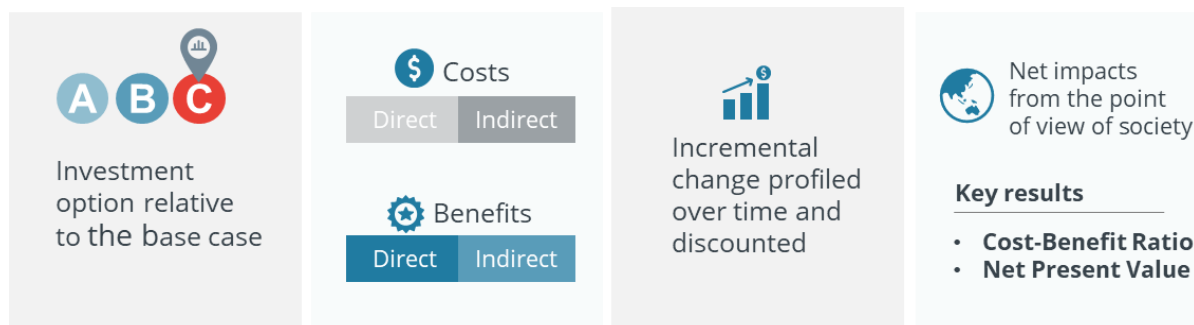 A B C
Investment
option relative
to the base case
$ Costs
Direct Indirect
Benefits
Direct Indirect
$
Incremental
change profiled
over time and
discounted
Net impacts
from the point
of view of society
Key results
• Cost-Benefit Ratio
• Net Present Value